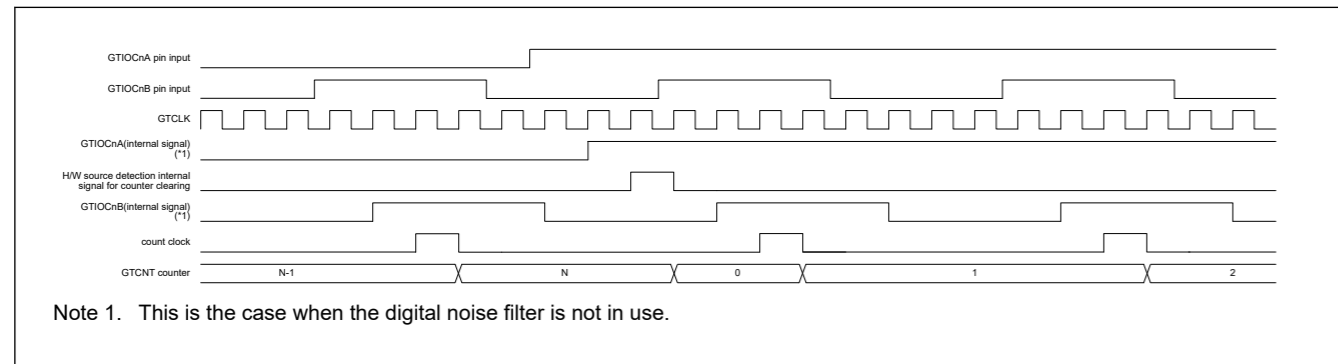 GTIOCnA pin input
GTIOCnB pin input
GTCLK
GTIOCnA(internal signal)
(*1)
H/W source detection internal
signal for counter clearing
GTIOCnB(internal signal)
(*1)
count clock
GTCNT counter N-1 N 0 1 2
Note 1. This is the case when the digital noise filter is not in use.